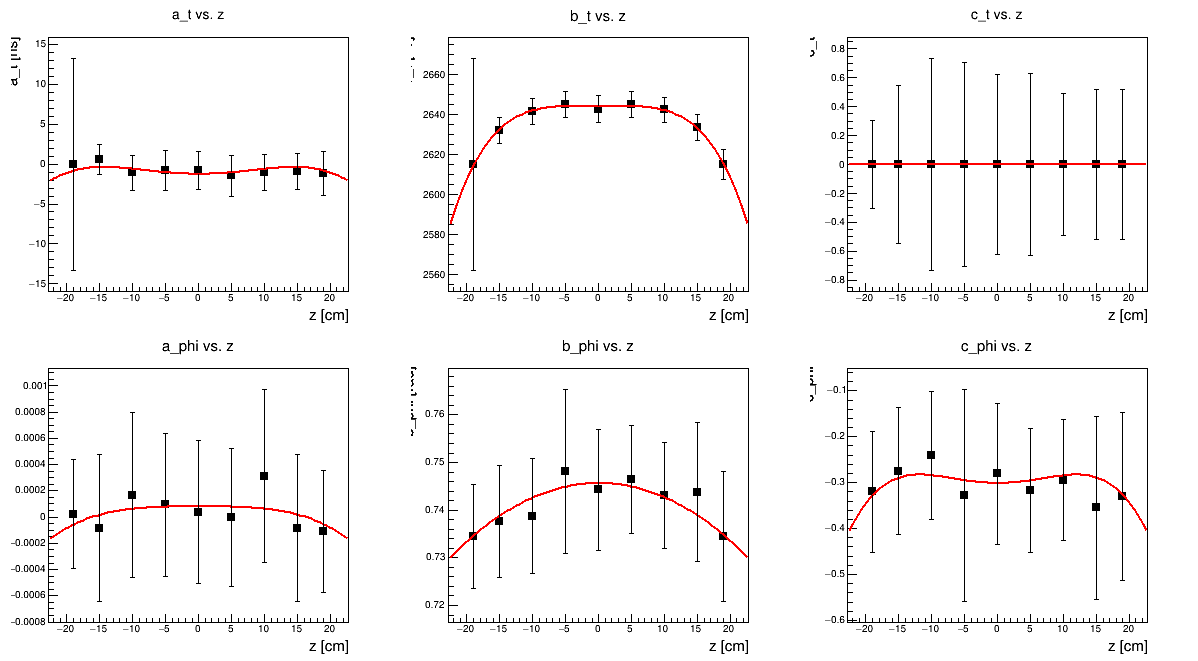 a_t vs. z
b_t vs. z
c_t vs. z
15
10
5
0
−5
−10
−15
−20 −15 −10 −5 0 5 10 15 20
z [cm]
2660
2640
2620
2600
2580
2560
−20 −15 −10 −5 0 5 10 15 20
z [cm]
0.8
0.6
0.4
0.2
0
−0.2
−0.4
−0.6
−0.8
−20 −15 −10 −5 0 5 10 15 20
z [cm]
a_phi vs. z
b_phi vs. z
c_phi vs. z
0.001
0.0008
0.0006
0.0004
0.0002
0
−0.0002
−0.0004
−0.0006
−0.0008
−20 −15 −10 −5 0 5 10 15 20
z [cm]
0.76
0.75
0.74
0.73
0.72
−20 −15 −10 −5 0 5 10 15 20
z [cm]
−0.1
−0.2
−0.3
−0.4
−0.5
−0.6
−20 −15 −10 −5 0 5 10 15 20
z [cm]